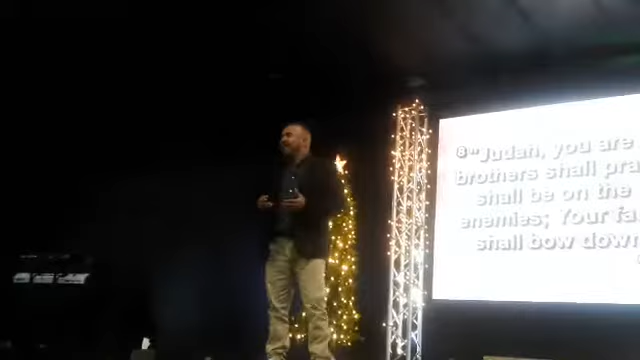 8 "Judah, you are
brothers shall
shall be on the
enemies; Your
shall bow down